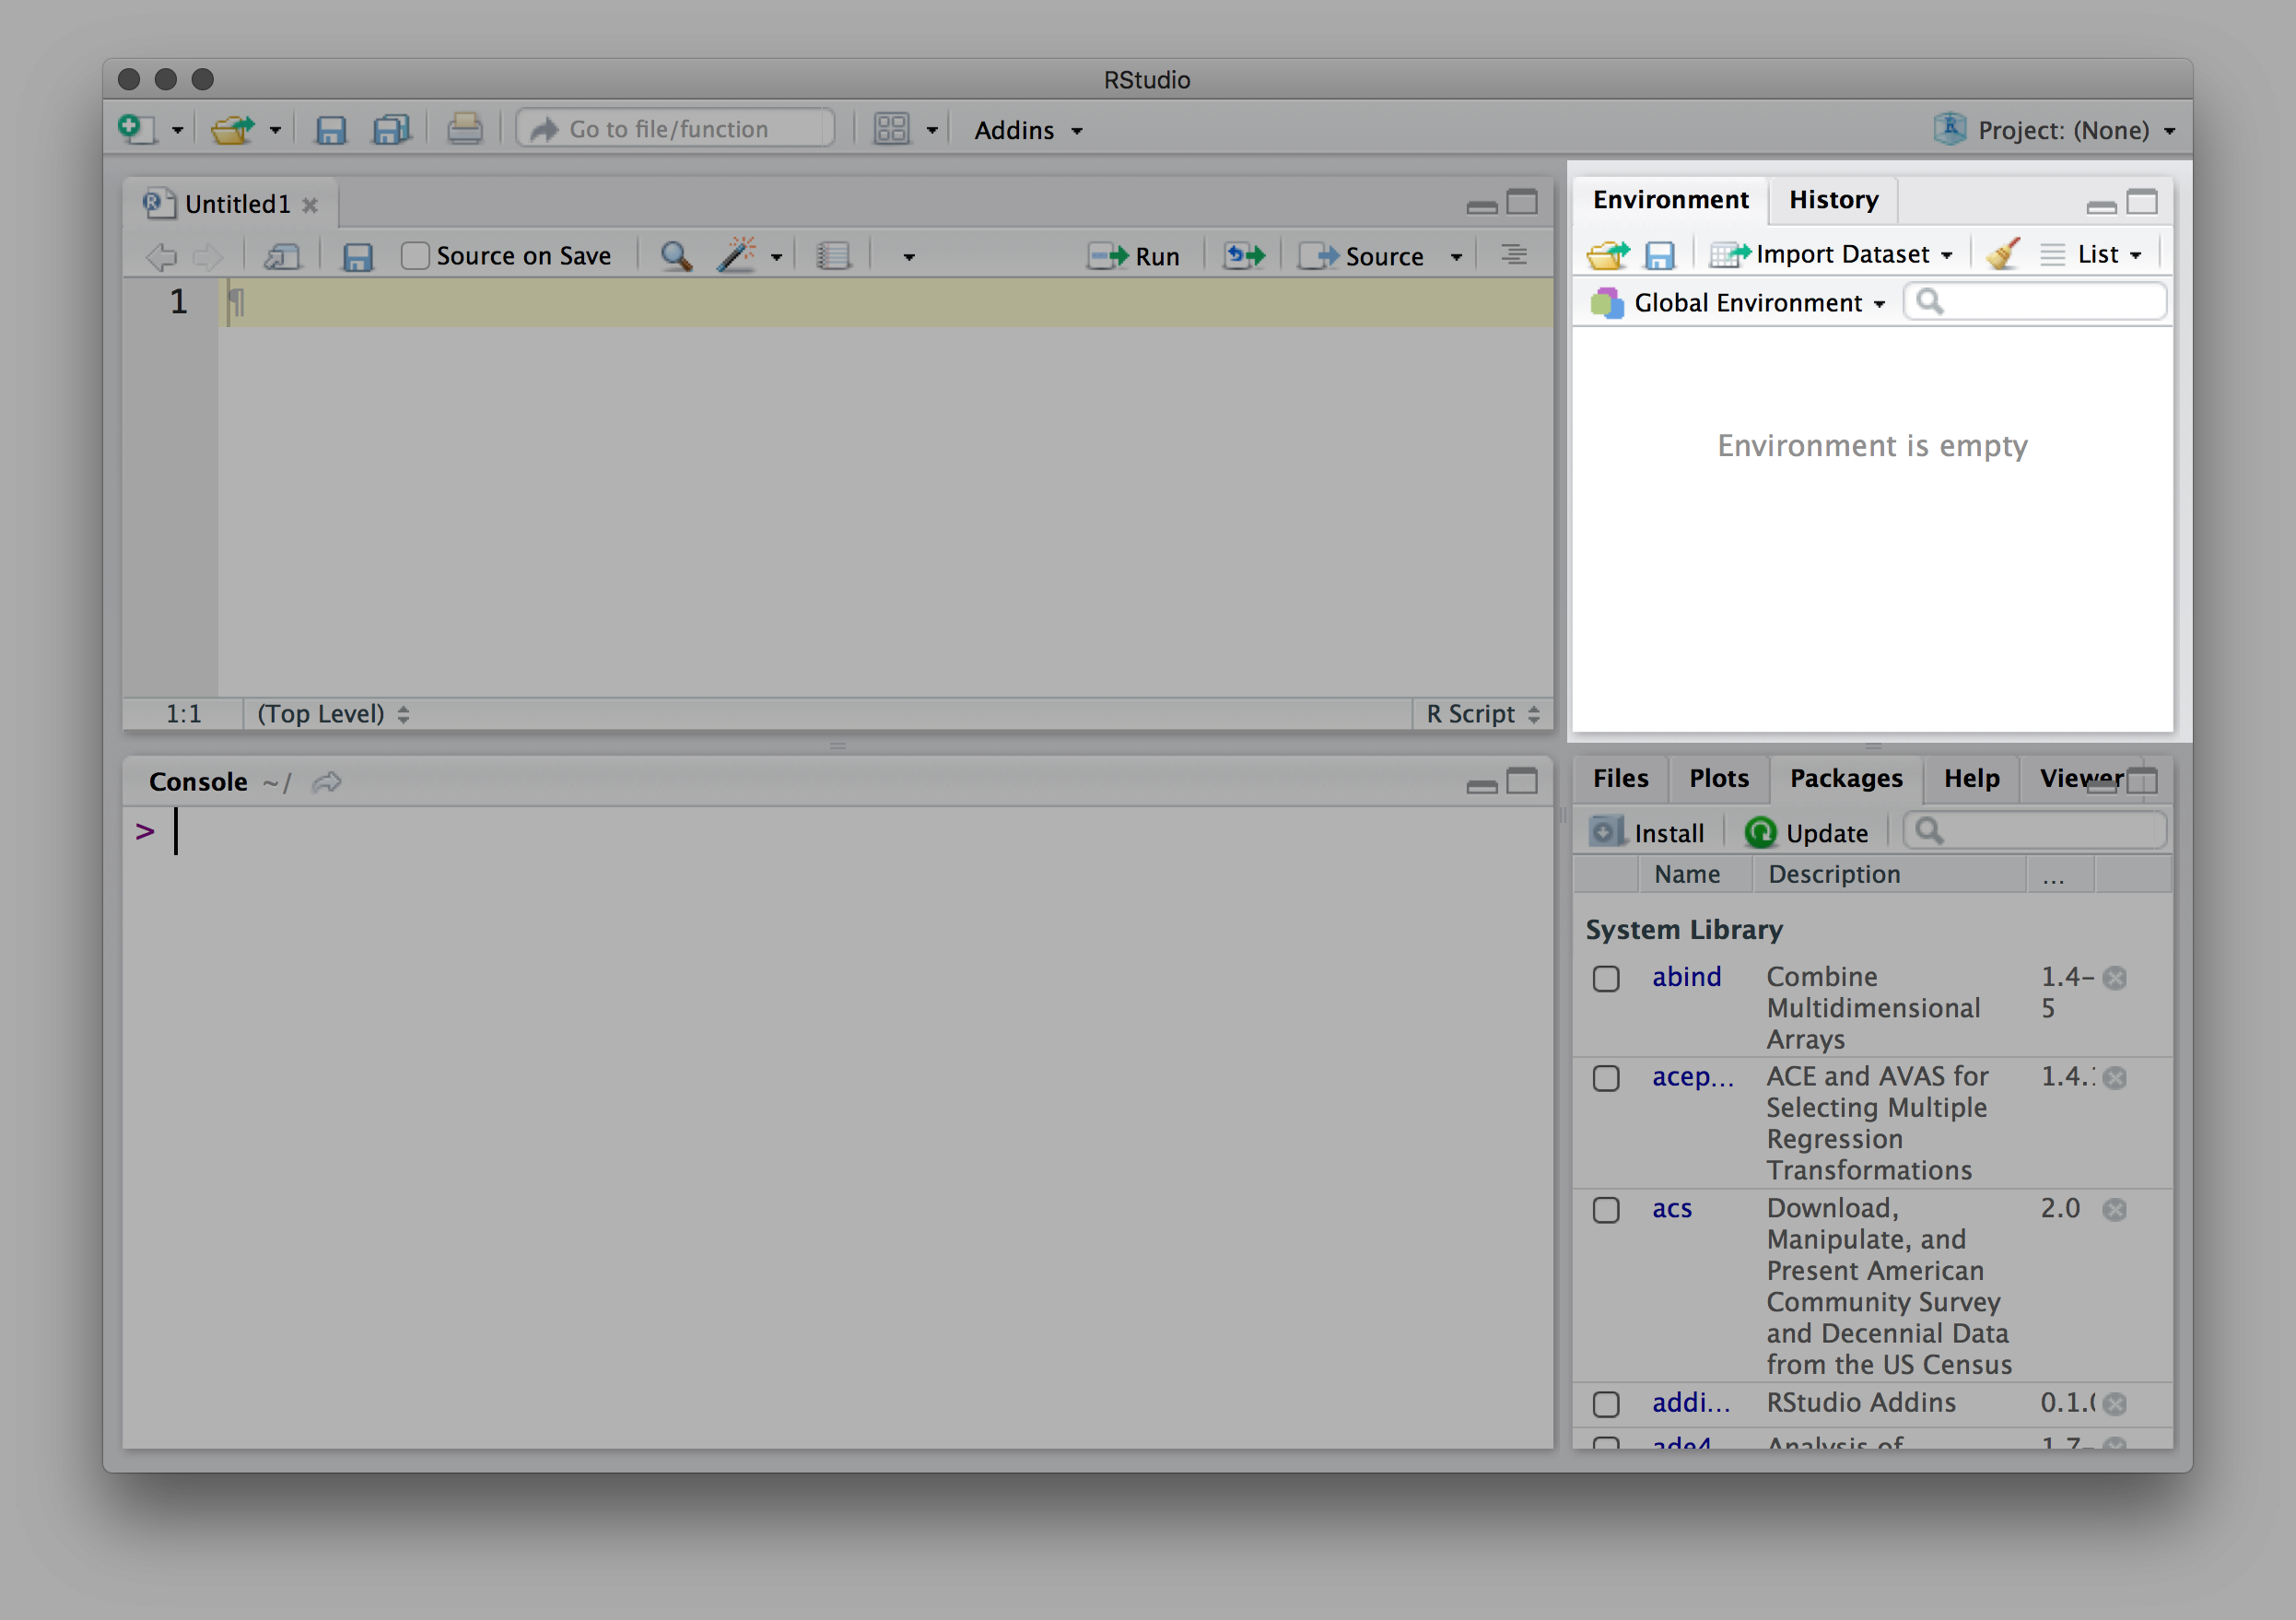 RStudio
Go to file/function
Addins
Project: (None)
Untitled1
Source on Save
Run
Source
1
¶
1:1
(Top Level)
R Script
Environment
History
Import Dataset
List
Global Environment
Environment is empty
Console ~/
>
Files
Plots
Packages
Help
Viewer
Install
Update
Name
Description
...
System Library
abind
Combine
Multidimensional
Arrays
1.4-
5
acep...
ACE and AVAS for
Selecting Multiple
Regression
Transformations
1.4.
acs
Download,
Manipulate, and
Present American
Community Survey
and Decennial Data
from the US Census
2.0
addi...
RStudio Addins
0.1.
ade4
Analysis of
1.7-